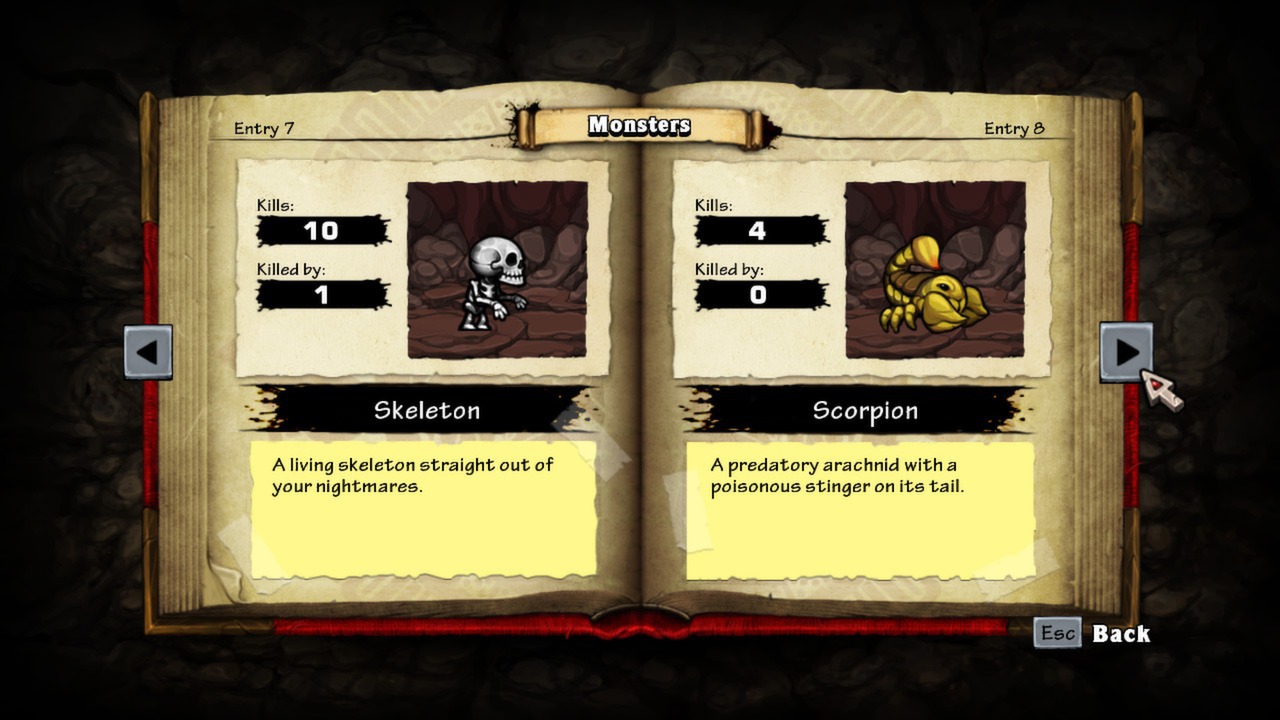 Monsters
Entry 7
Kills:
10
Killed by:
1
Skeleton
A living skeleton straight out of
your nightmares.
Entry 8
Kills:
4
Killed by:
0
Scorpion
A predatory arachnid with a
poisonous stinger on its tail.
Esc Back